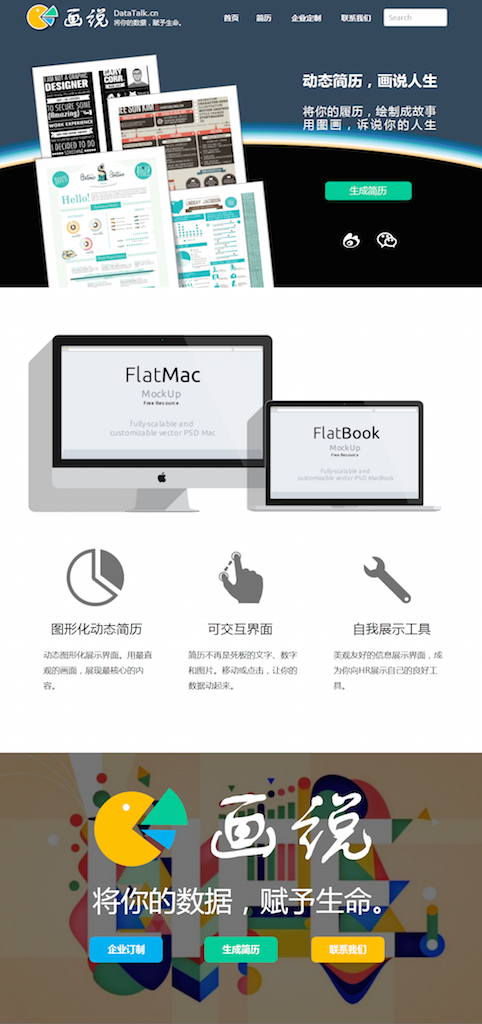 画说
DataTalk.cn
将你的数据，赋予生命。
首页 简历 企业定制 联系我们 Search
动态简历，画说人生
将你的履历，绘制成故事
用图画，诉说你的人生
生成简历
I AM NOT A GRAPHIC
DESIGNER
TO SECURE SOME
(Amazing)
WORK EXPERIENCE
I DECIDED TO
GARY
CORR.
LEE SON KIM
Hello!
LINDSAY JACKSON
FlatMac
MockUp
Free Resource
fully-scalable and
customizable vector PSD Mac
FlatBook
MockUp
Free Resource
fully-scalable and
customizable vector PSD MacBook
图形化动态简历
动态图形化展示界面。用最直
观的画面，展现最核心的内
容。
可交互界面
简历不再是死板的文字、数字
和图片。移动或点击，让你的
数据动起来。
自我展示工具
美观友好的信息展示界面，成
为你向HR展示自己的良好工
具。
画说
将你的数据，赋予生命。
企业订制 生成简历 联系我们